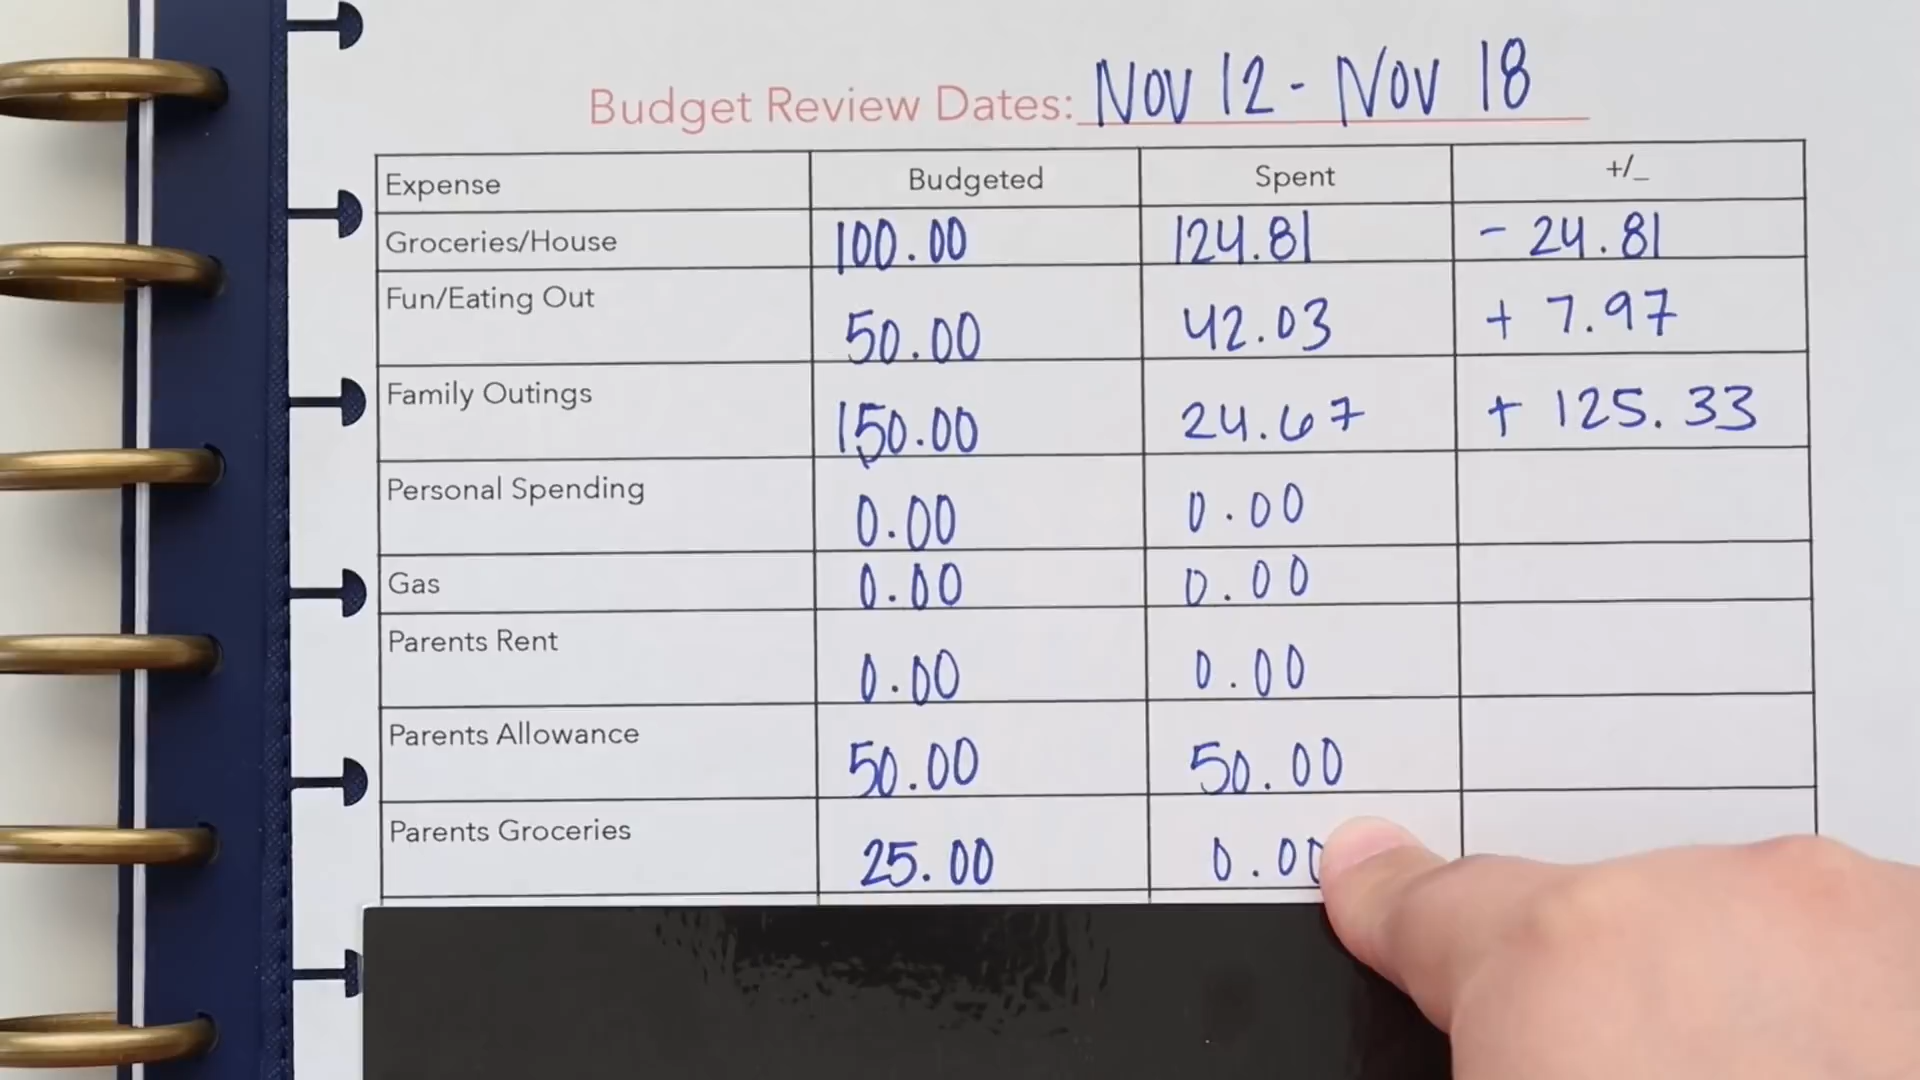 Budget Review Dates: Nov 12 - Nov 18
Expense Budgeted Spent +/_
Groceries/House 100.00 124.81 - 24.81
Fun/Eating Out 50.00 42.03 + 7.97
Family Outings 150.00 24.67 + 125.33
Personal Spending 0.00 0.00
Gas 0.00 0.00
Parents Rent 0.00 0.00
Parents Allowance 50.00 50.00
Parents Groceries 25.00 0.00